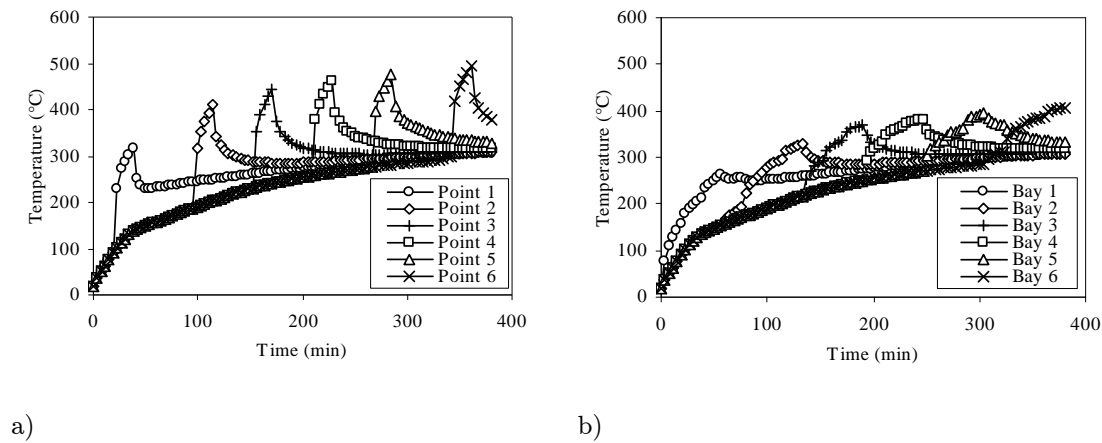 600
500
400
300
200
100
0
Temperature (°C)
0 100 200 300 400
Time (min)
Point 1
Point 2
Point 3
Point 4
Point 5
Point 6
a)
600
500
400
300
200
100
0
Temperature (°C)
0 100 200 300 400
Time (min)
Bay 1
Bay 2
Bay 3
Bay 4
Bay 5
Bay 6
b)